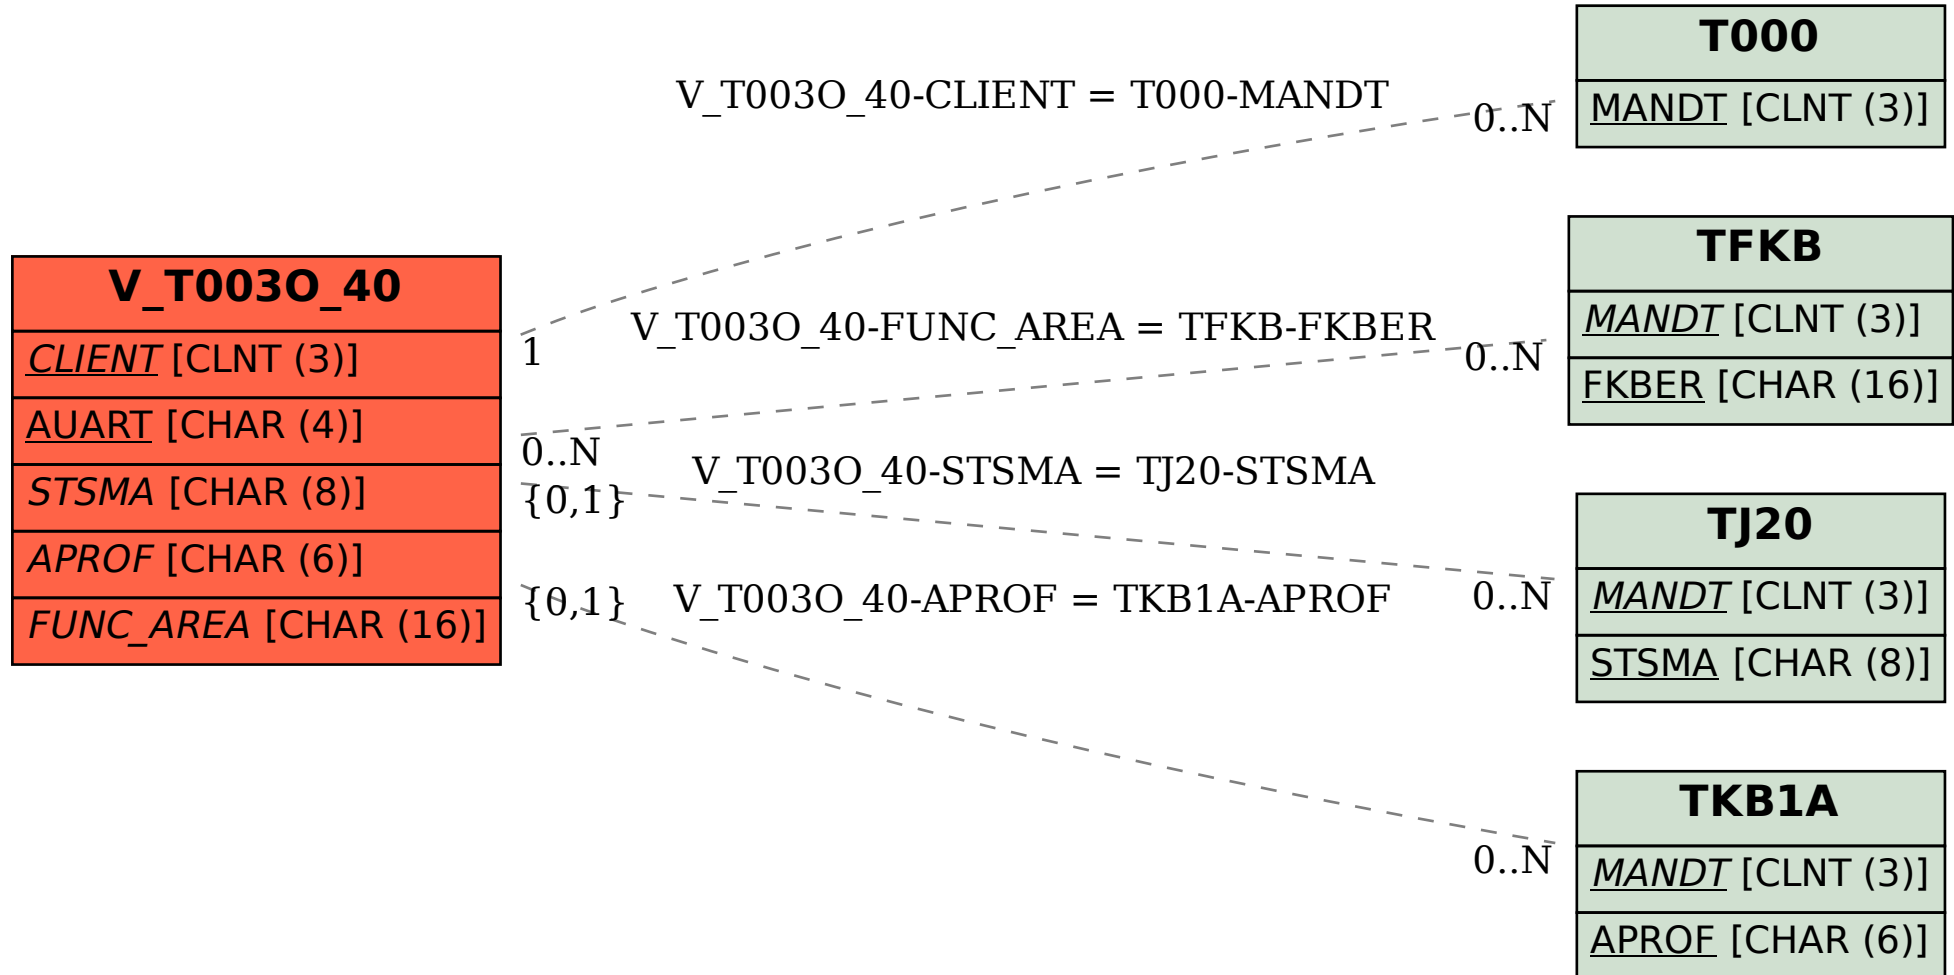 V_T003O_40
CLIENT [CLNT (3)]
AUART [CHAR (4)]
STSMA [CHAR (8)]
APROF [CHAR (6)]
FUNC_AREA [CHAR (16)]
V_T003O_40-CLIENT = T000-MANDT
0..N
1
V_T003O_40-FUNC_AREA = TFKB-FKBER
0..N
0..N
V_T003O_40-STSMA = TJ20-STSMA
{0,1}
0..N
V_T003O_40-APROF = TKB1A-APROF
{0,1}
0..N
T000
MANDT [CLNT (3)]
TFKB
MANDT [CLNT (3)]
FKBER [CHAR (16)]
TJ20
MANDT [CLNT (3)]
STSMA [CHAR (8)]
TKB1A
MANDT [CLNT (3)]
APROF [CHAR (6)]